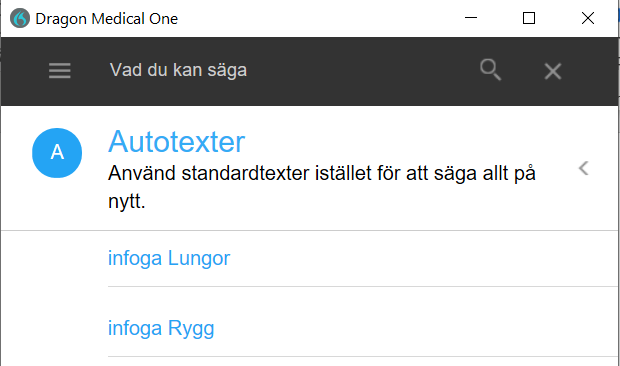 Dragon Medical One
Vad du kan säga
A
Autotexter
Använd standardtexter istället för att säga allt på
nytt.
infoga Lungor
infoga Rygg